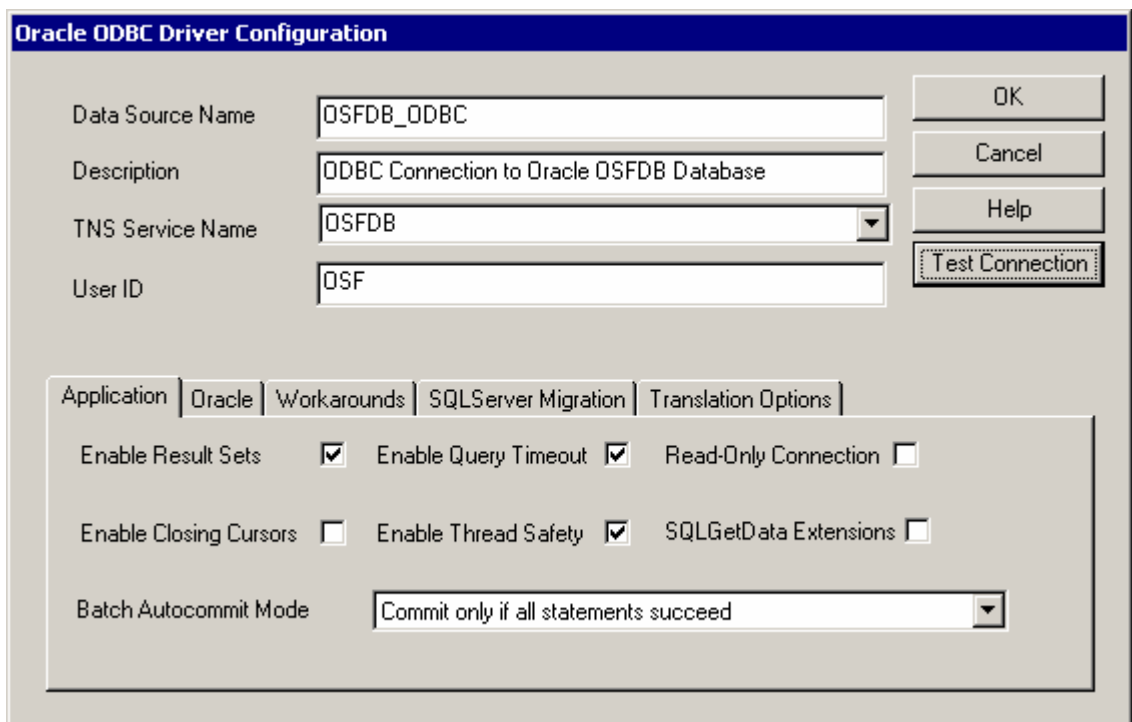 Oracle ODBC Driver Configuration
Data Source Name
OSFDB_ODBC
OK
Description
ODBC Connection to Oracle OSFDB Database
Cancel
TNS Service Name
OSFDB
Help
User ID
OSF
Test Connection
Application
Oracle
Workarounds
SQLServer Migration
Translation Options
Enable Result Sets
Enable Query Timeout
Read-Only Connection
Enable Closing Cursors
Enable Thread Safety
SQLGetData Extensions
Batch Autocommit Mode
Commit only if all statements succeed